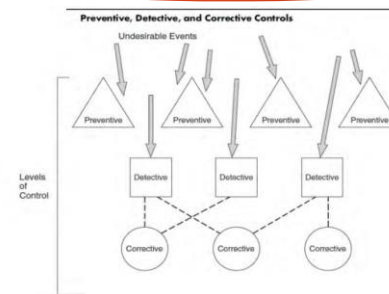 Preventive, Detective, and Corrective Controls
Undesirable Events
Preventive Preventive Preventive Preventive
Levels
of
Control
Detective Detective Detective
Corrective Corrective Corrective